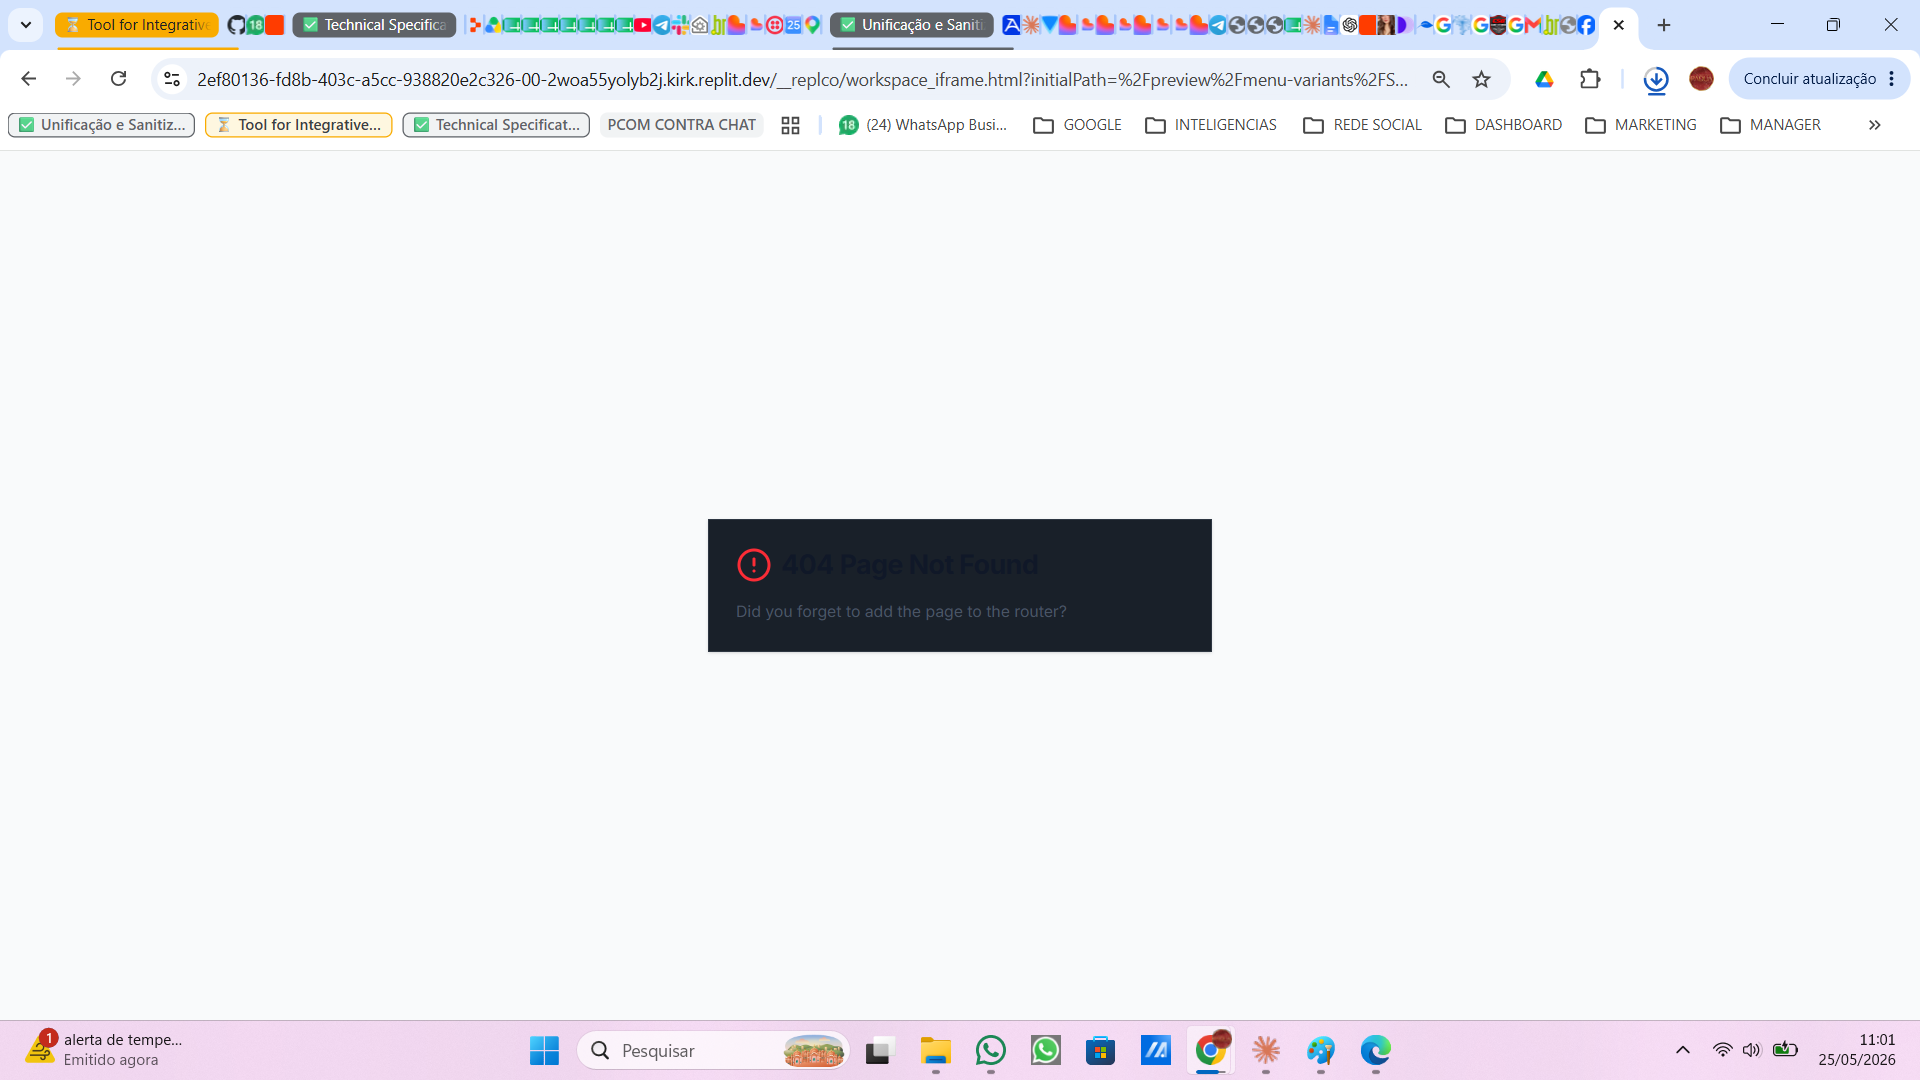 ⌛ Tool for Integrative
18
✅ Technical Specifica
25
✅ Unificação e Saniti
2ef80136-fd8b-403c-a5cc-938820e2c326-00-2woa55yolyb2j.kirk.replit.dev/__replco/workspace_iframe.html?initialPath=%2Fpreview%2Fmenu-variants%2FS...
Concluir atualização
✅ Unificação e Sanitiz...
⌛ Tool for Integrative...
✅ Technical Specificat...
PCOM CONTRA CHAT
18
(24) WhatsApp Busi...
GOOGLE
INTELIGENCIAS
REDE SOCIAL
DASHBOARD
MARKETING
MANAGER
404 Page Not Found
Did you forget to add the page to the router?
1
alerta de tempe...
Emitido agora
Pesquisar
11:01
25/05/2026